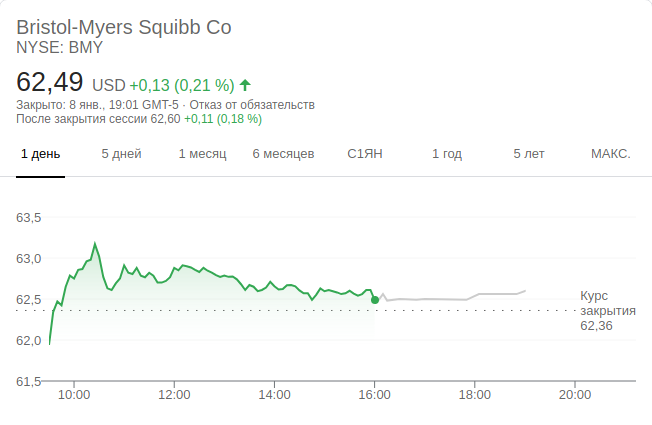 Bristol-Myers Squibb Co
NYSE: BMY
62,49 USD +0,13 (0,21 %)
Закрыто: 8 янв., 19:01 GMT-5 · Отказ от обязательств
После закрытия сессии 62,60 +0,11 (0,18 %)
1 день 5 дней 1 месяц 6 месяцев С1ЯН 1 год 5 лет МАКС.
63,5
63,0
62,5
62,0
61,5
Курс
закрытия
62,36
10:00 12:00 14:00 16:00 18:00 20:00